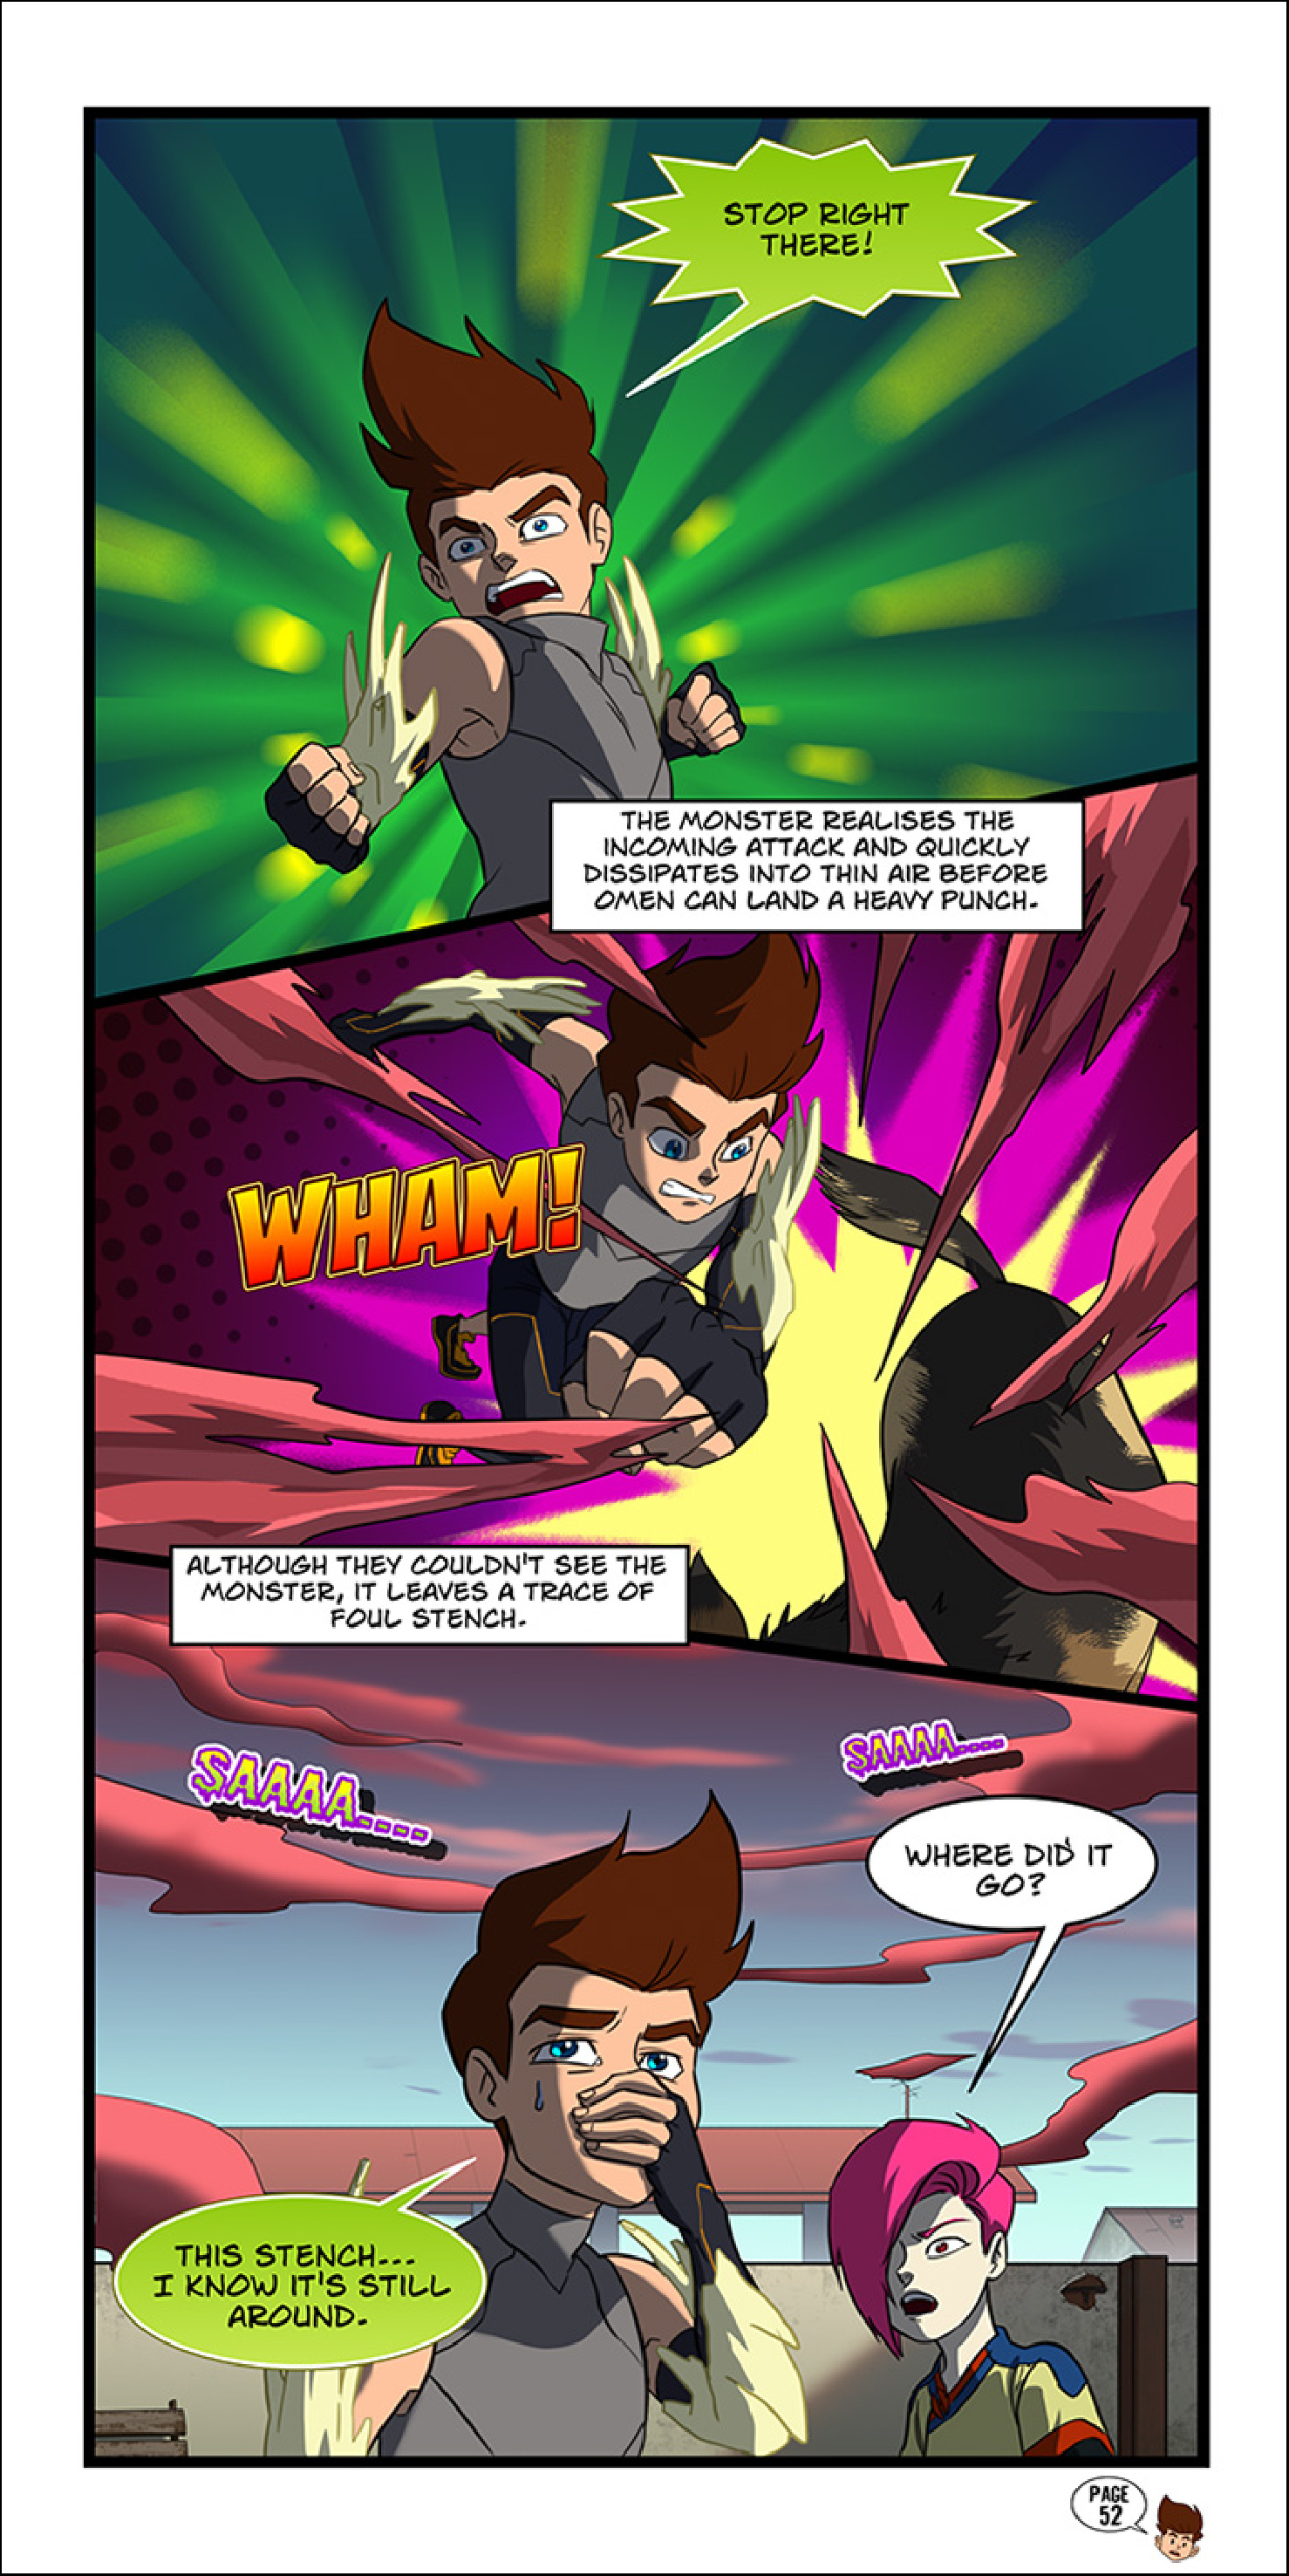 STOP RIGHT
THERE!
THE MONSTER REALISES THE
INCOMING ATTACK AND QUICKLY
DISSIPATES INTO THIN AIR BEFORE
OMEN CAN LAND A HEAVY PUNCH.
WHAM!
ALTHOUGH THEY COULDN'T SEE THE
MONSTER, IT LEAVES A TRACE OF
FOUL STENCH.
SAAAA....
SAAAA....
WHERE DID IT
GO?
THIS STENCH...
I KNOW IT'S STILL
AROUND.
PAGE
52